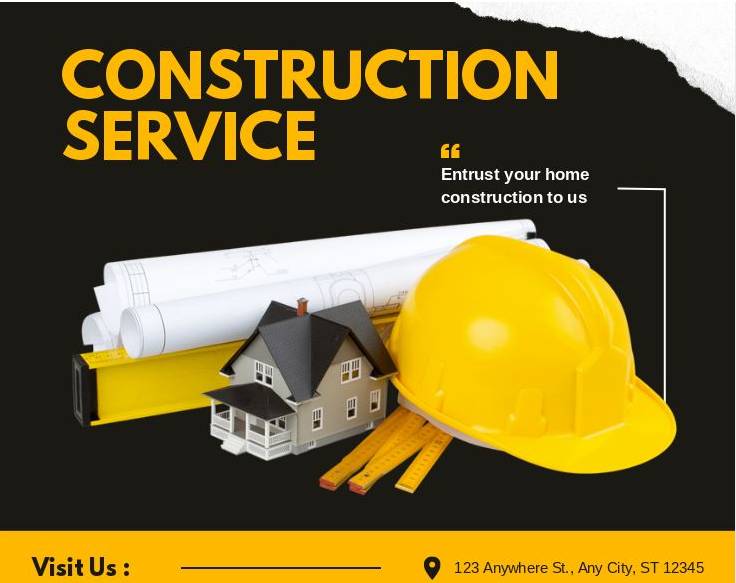 CONSTRUCTION
SERVICE
“
Entrust your home
construction to us
Visit Us :
123 Anywhere St., Any City, ST 12345